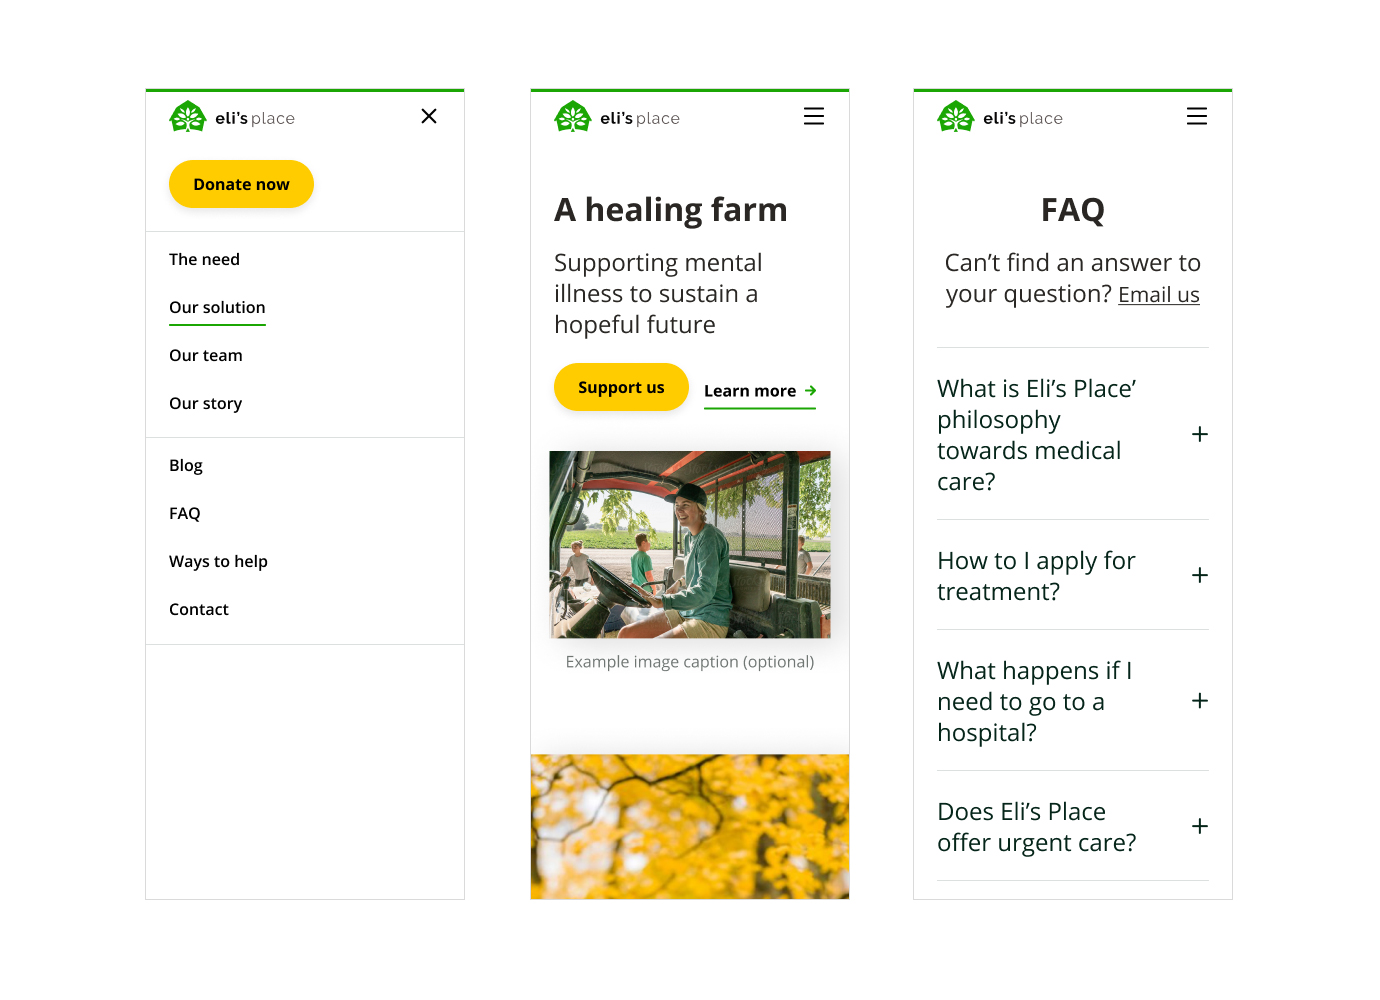 eli's place
Donate now
The need
Our solution
Our team
Our story
Blog
FAQ
Ways to help
Contact
eli's place
A healing farm
Supporting mental
illness to sustain a
hopeful future
Support us
Learn more
Example image caption (optional)
eli's place
FAQ
Can’t find an answer to
your question? Email us
What is Eli’s Place’
philosophy
towards medical
care?
How to I apply for
treatment?
What happens if I
need to go to a
hospital?
Does Eli’s Place
offer urgent care?